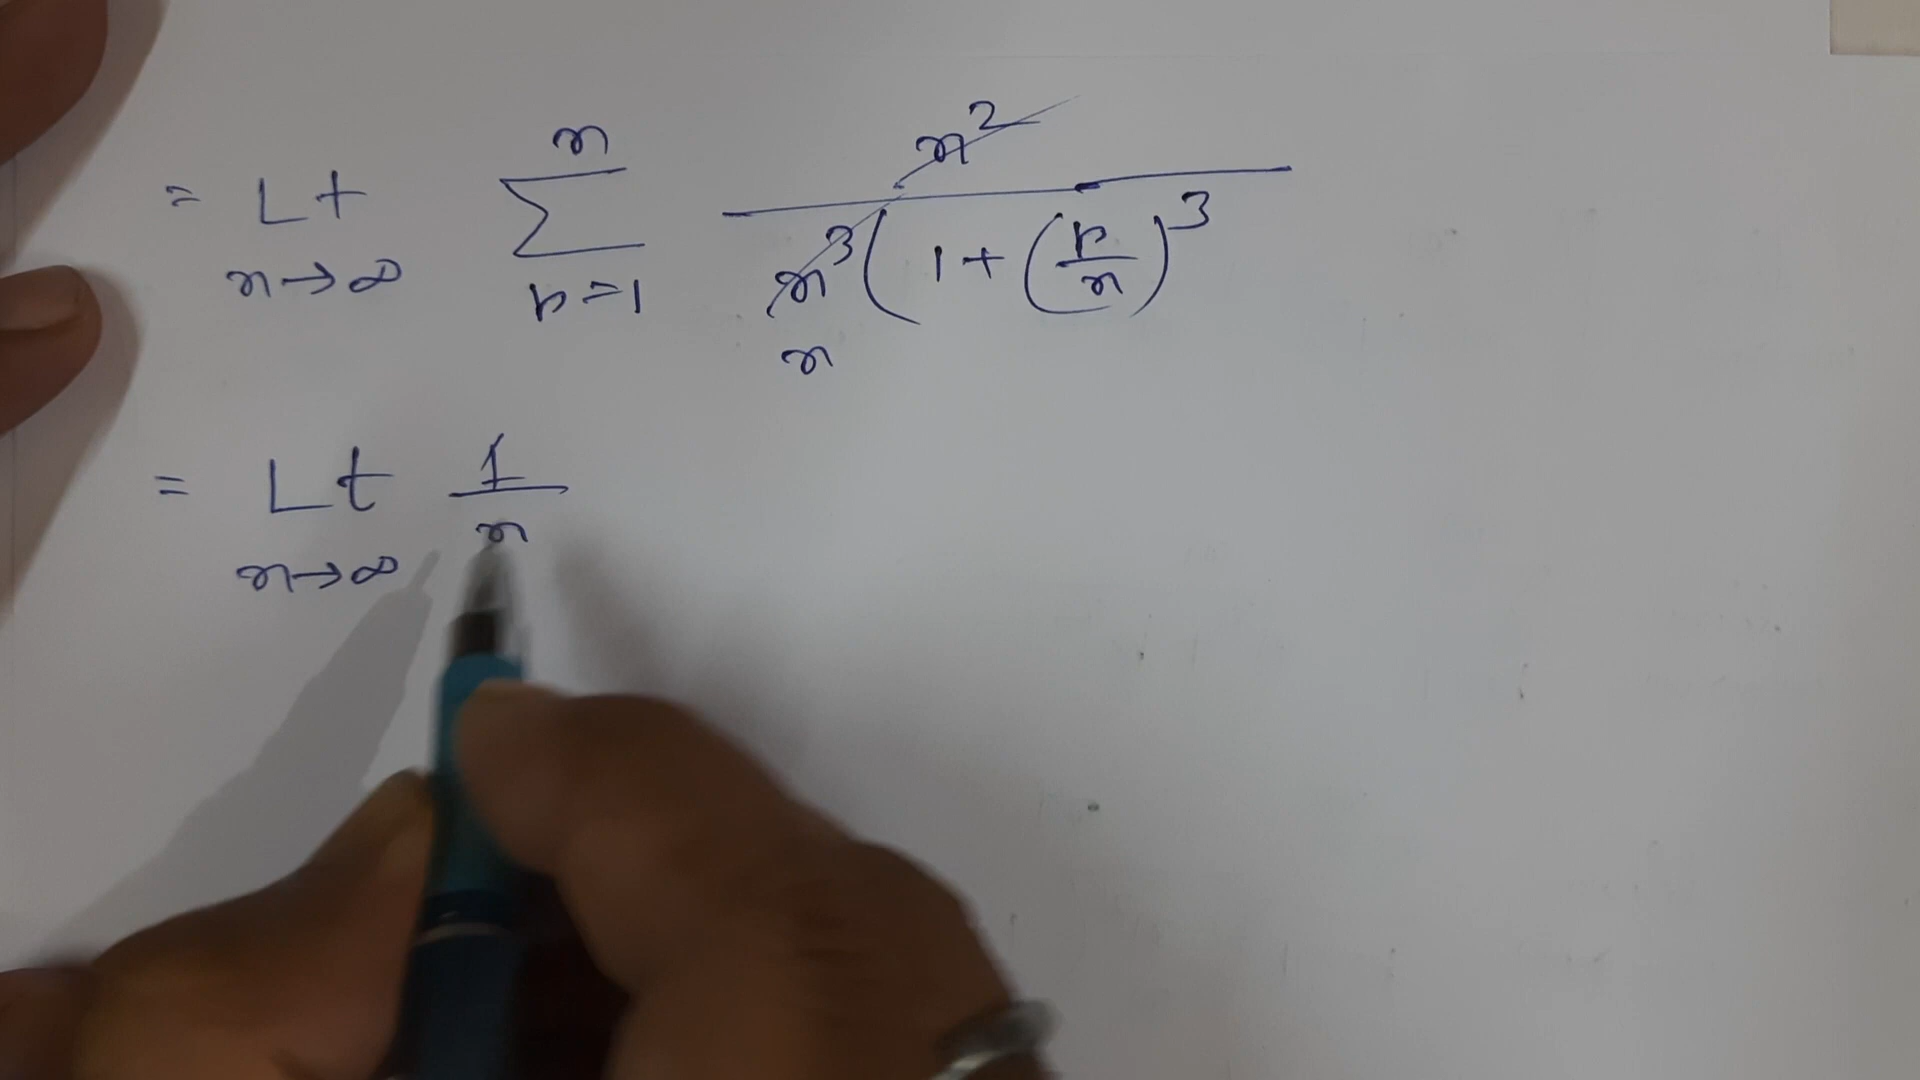 = Lt n→∞ n ∑ r=1 n² / n³ n (1 + (r/n)³
= Lt n→∞ 1/n